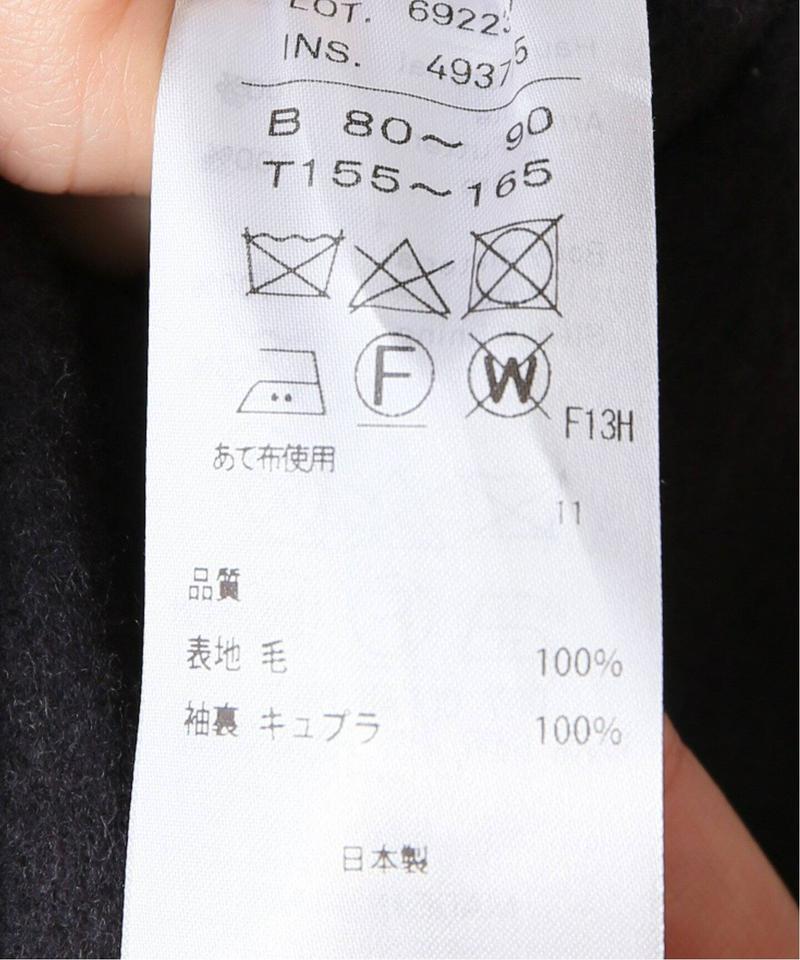 LOT. 6922
INS. 49375
B 80～ 90
T155～165
F
W
F13H
あて布使用
11
品質
表地 毛 100%
袖裏 キュプラ 100%
日本製